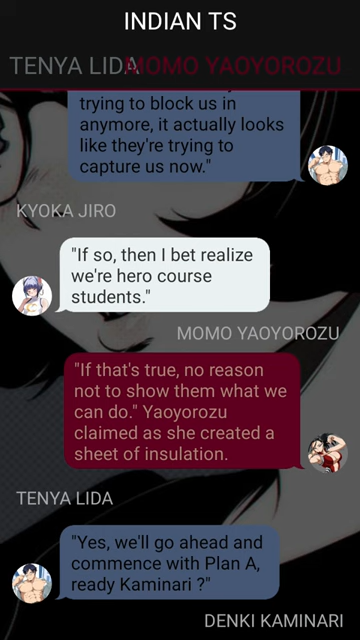 INDIAN TS
TENYA LIDA
MOMO YAOYOROZU
trying to block us in
anymore, it actually looks
like they're trying to
capture us now."
KYOKA JIRO
"If so, then I bet realize
we're hero course
students."
MOMO YAOYOROZU
"If that's true, no reason
not to show them what we
can do." Yaoyorozu
claimed as she created a
sheet of insulation.
TENYA LIDA
"Yes, we'll go ahead and
commence with Plan A,
ready Kaminari ?"
DENKI KAMINARI